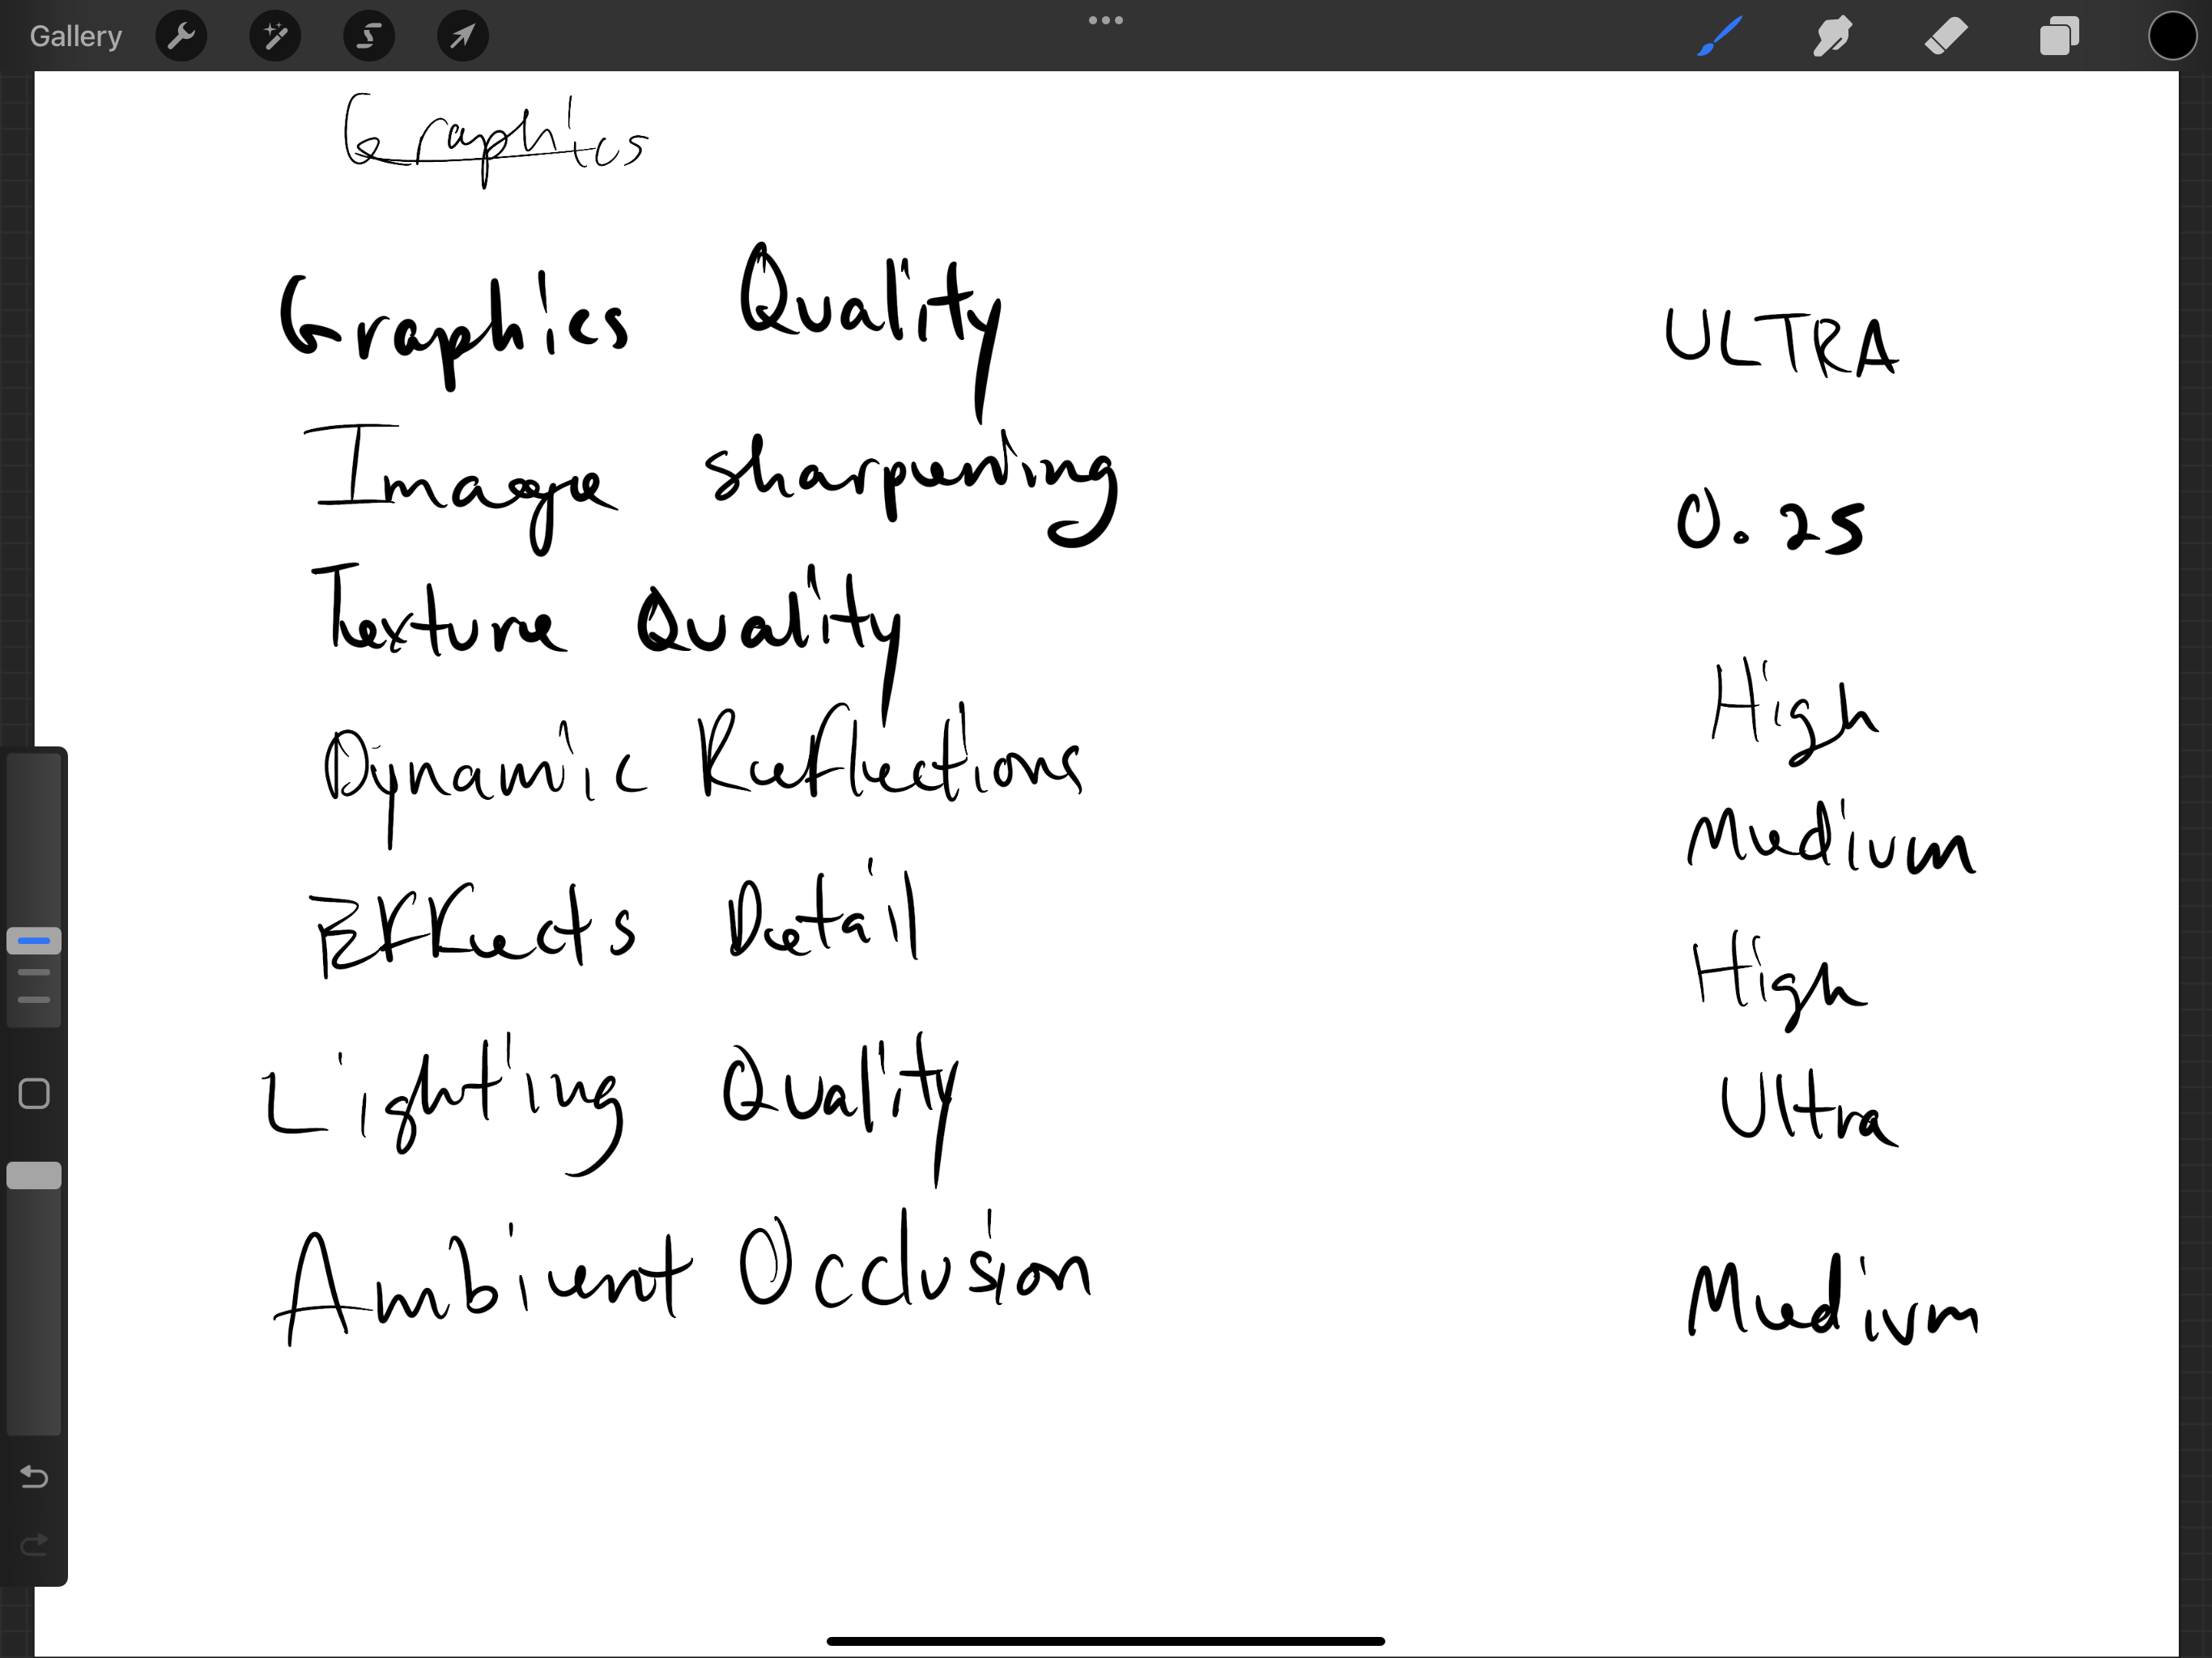 Gallery
Graphics
Graphics Quality ULTRA
Image sharpening 0.25
Texture Quality High
Dynamic Reflections Medium
Effects Detail High
Lighting Quality Ultra
Ambient Occlusion Medium